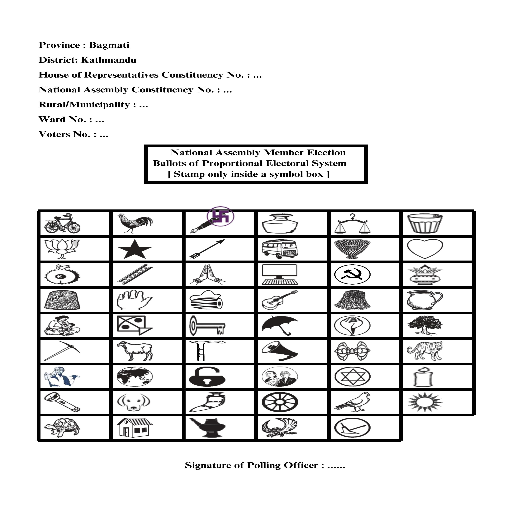 Province : Bagmati
District: Kathmandu
House of Representatives Constituency No. : ...
National Assembly Constituency No. : ...
Rural/Municipality : ...
Ward No. : ...
Voters No. : ...
National Assembly Member Election
Ballots of Proportional Electoral System
[ Stamp only inside a symbol box ]
Signature of Polling Officer : ......